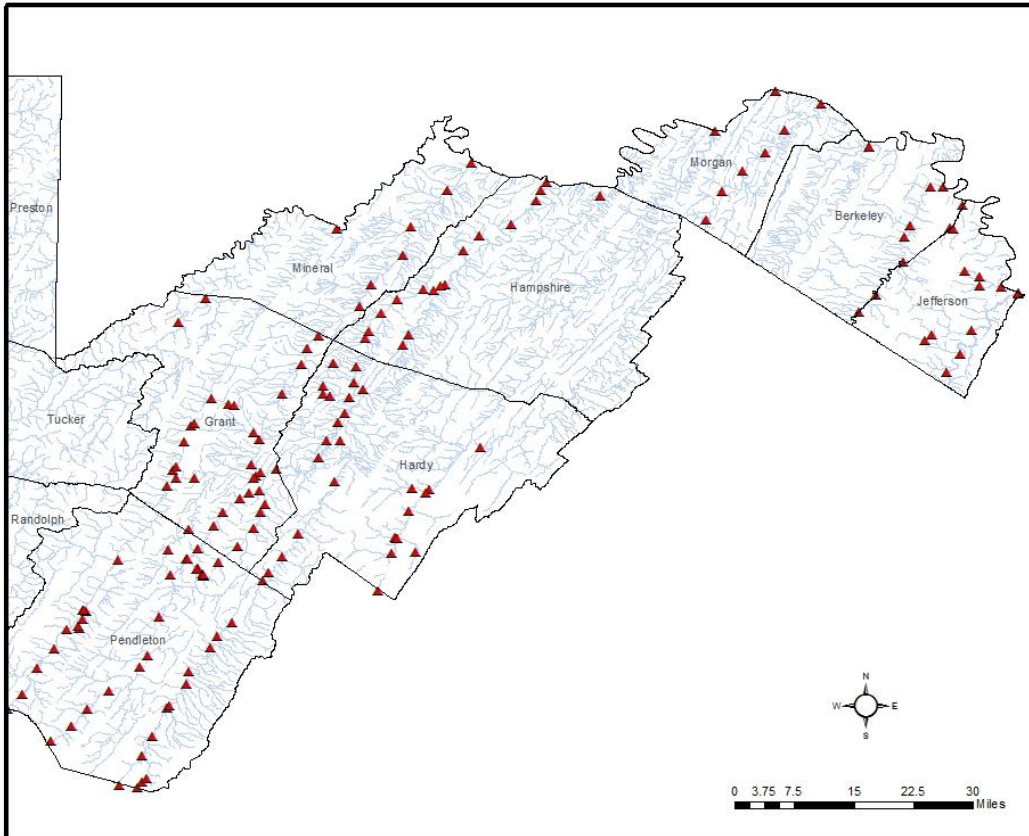 Preston
Morgan
Berkeley
Jefferson
Mineral
Hampshire
Tucker
Grant
Hardy
Randolph
Pendleton
N
W E
S
0 3.75 7.5 15 22.5 30
Miles